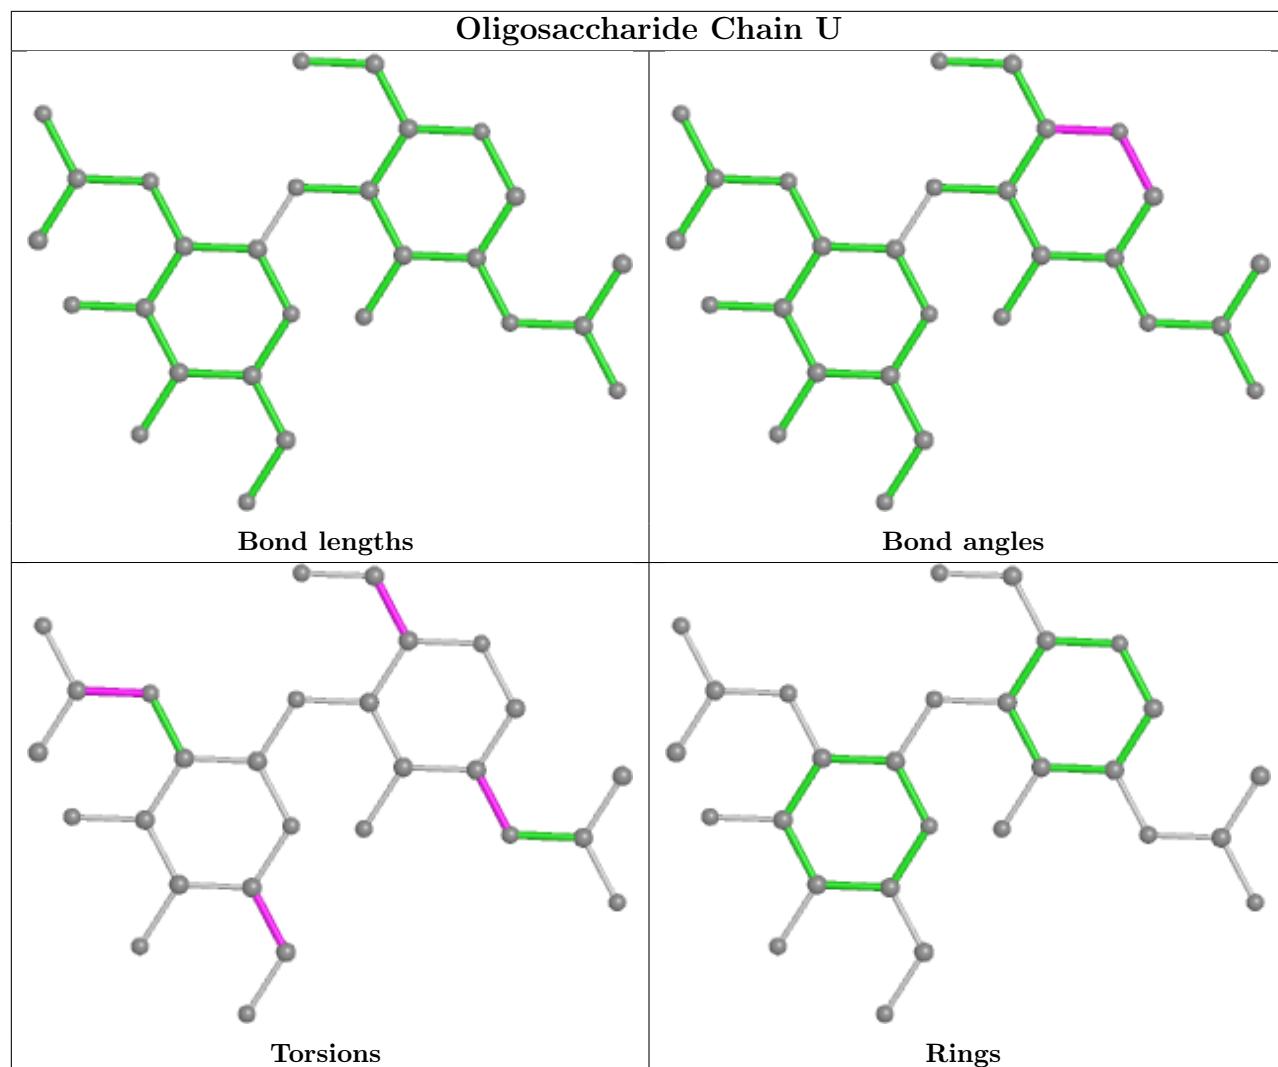 Oligosaccharide Chain U
Bond lengths
Bond angles
Torsions
Rings